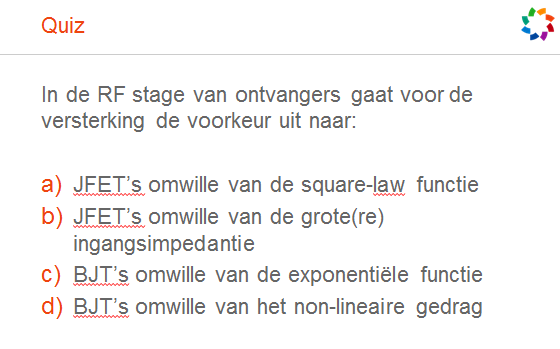 Quiz
In de RF stage van ontvangers gaat voor de
versterking de voorkeur uit naar:
a) JFET's omwille van de square-law functie
b) JFET's omwille van de grote(re)
ingangsimpedantie
c) BJT's omwille van de exponentiële functie
d) BJT's omwille van het non-lineaire gedrag